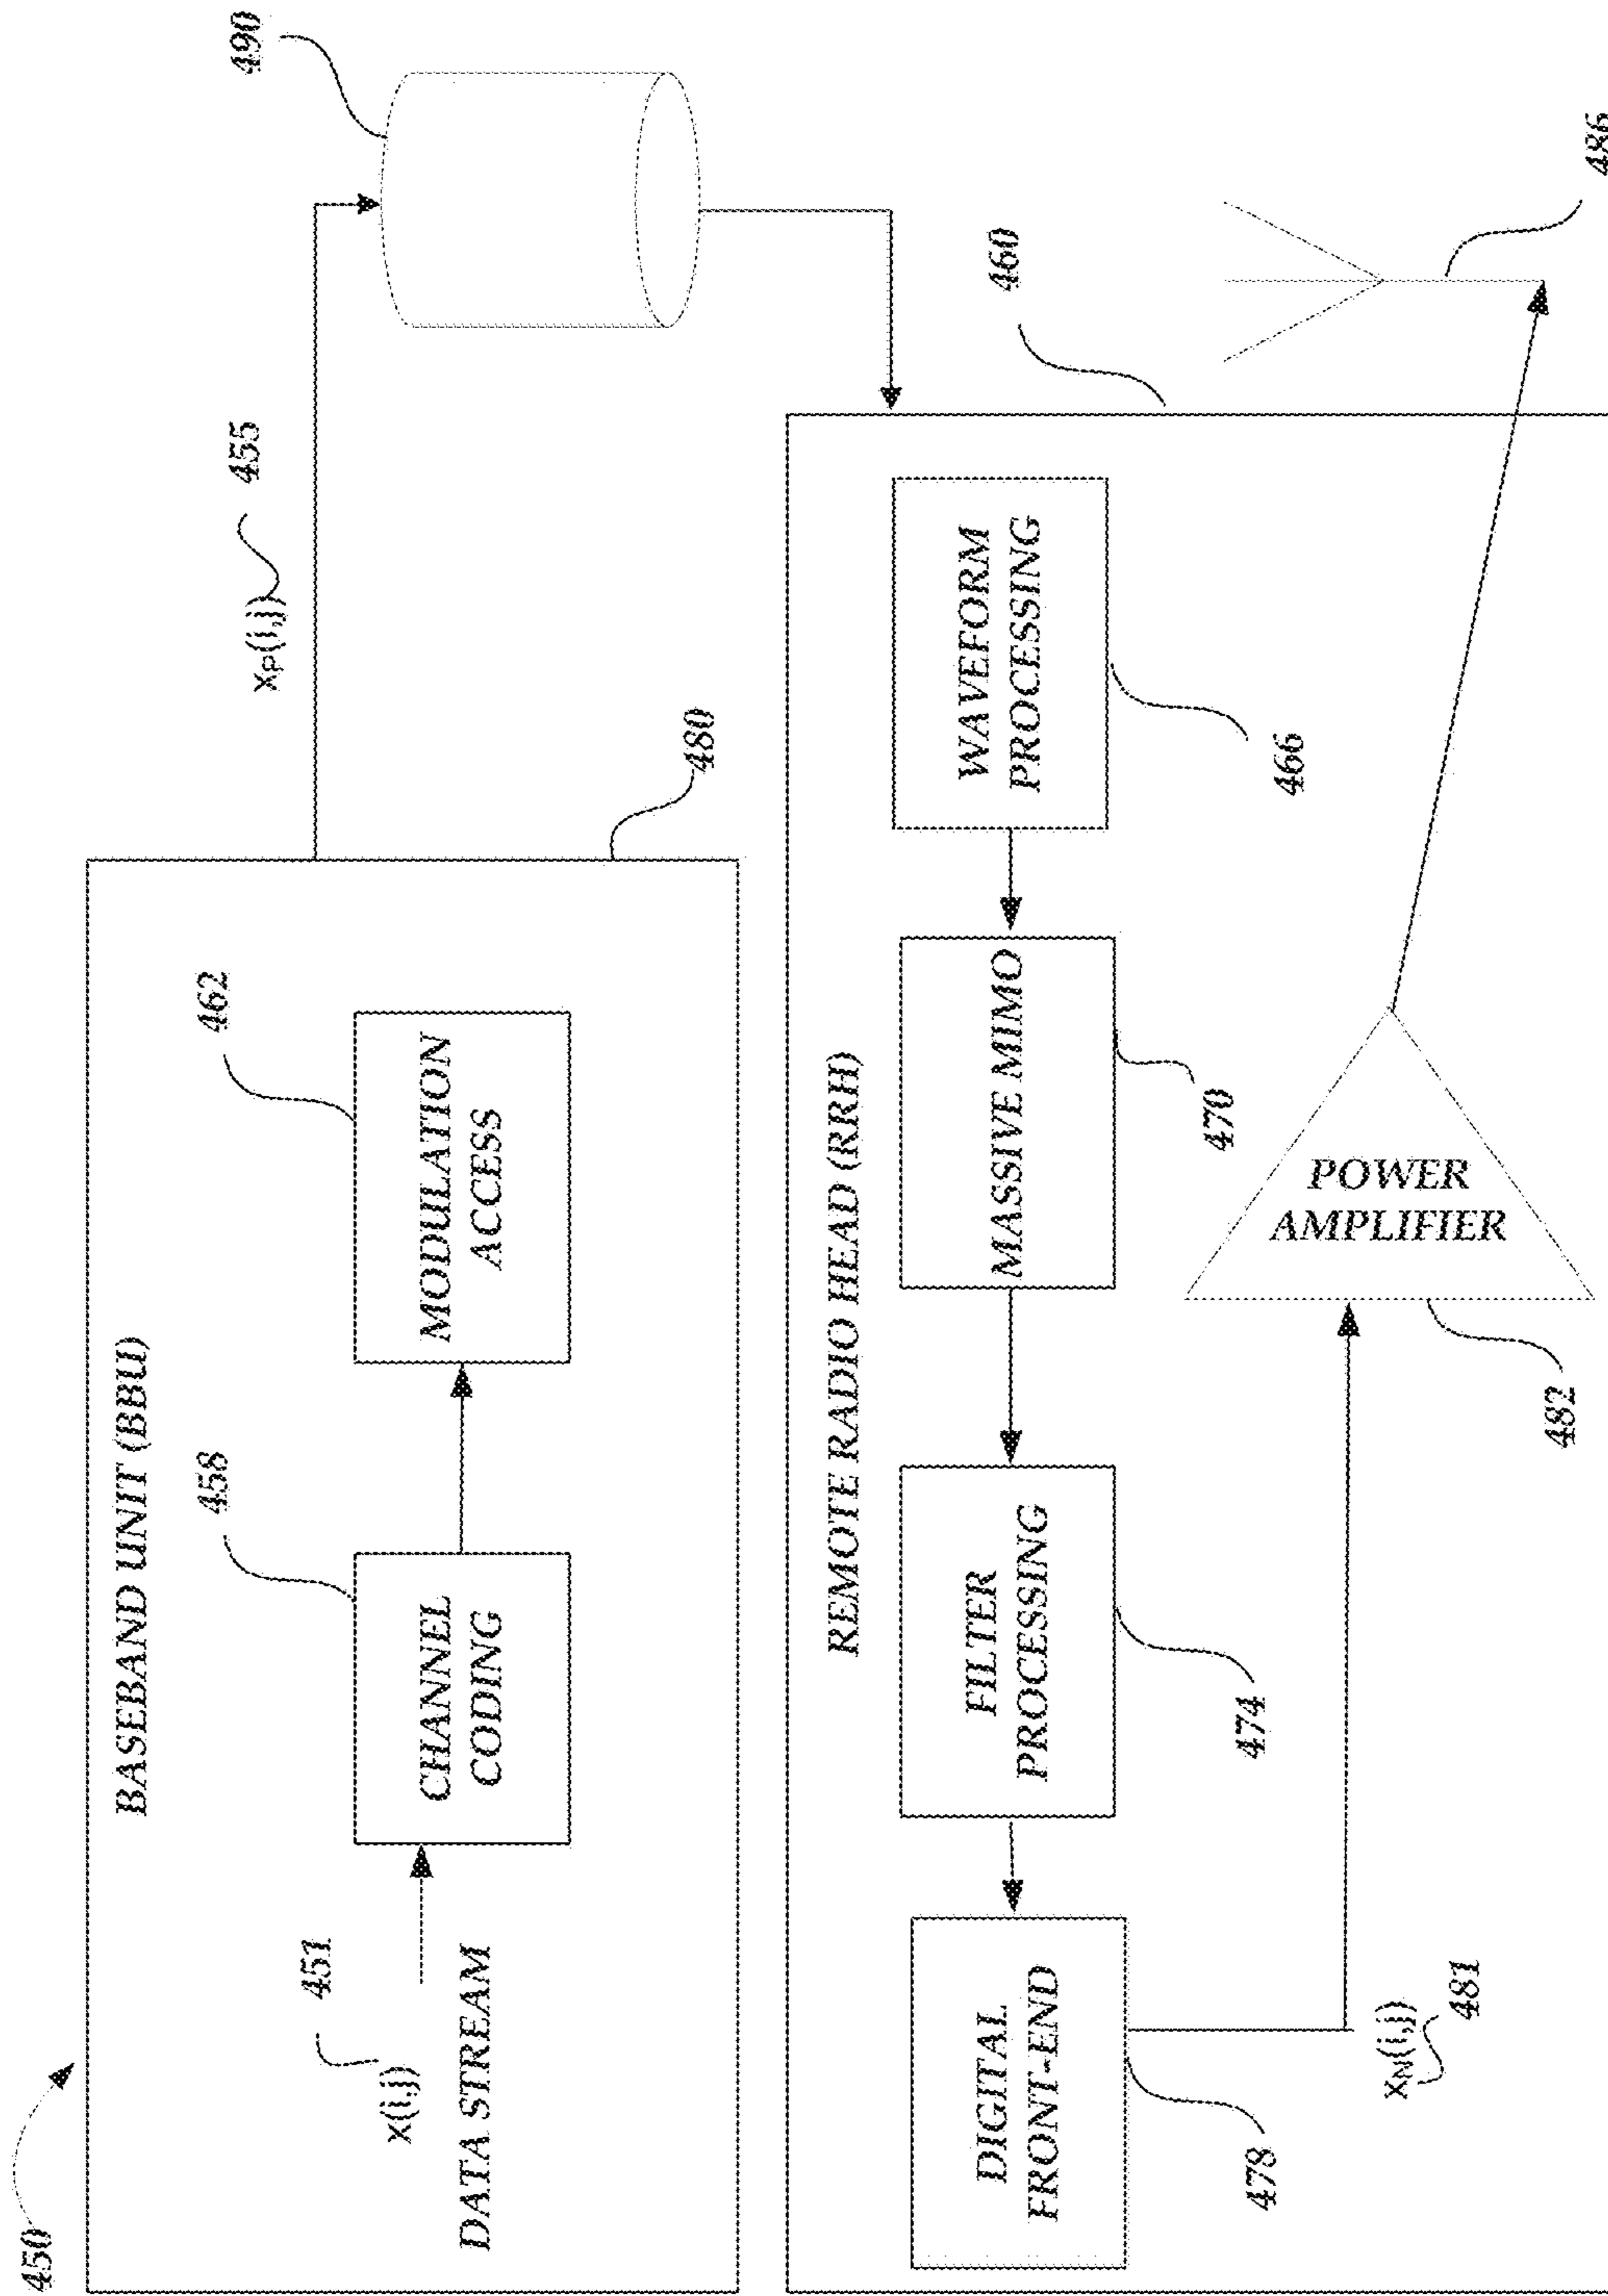 450
BASEBAND UNIT (BBU)
451
x(i,j)
DATA STREAM
458
CHANNEL
CODING
462
MODULATION
ACCESS
480
xP(i,j)
455
490
REMOTE RADIO HEAD (RRH)
460
WAVEFORM
PROCESSING
466
MASSIVE MIMO
470
FILTER
PROCESSING
474
DIGITAL
FRONT-END
478
xN(i,j)
481
POWER
AMPLIFIER
482
486